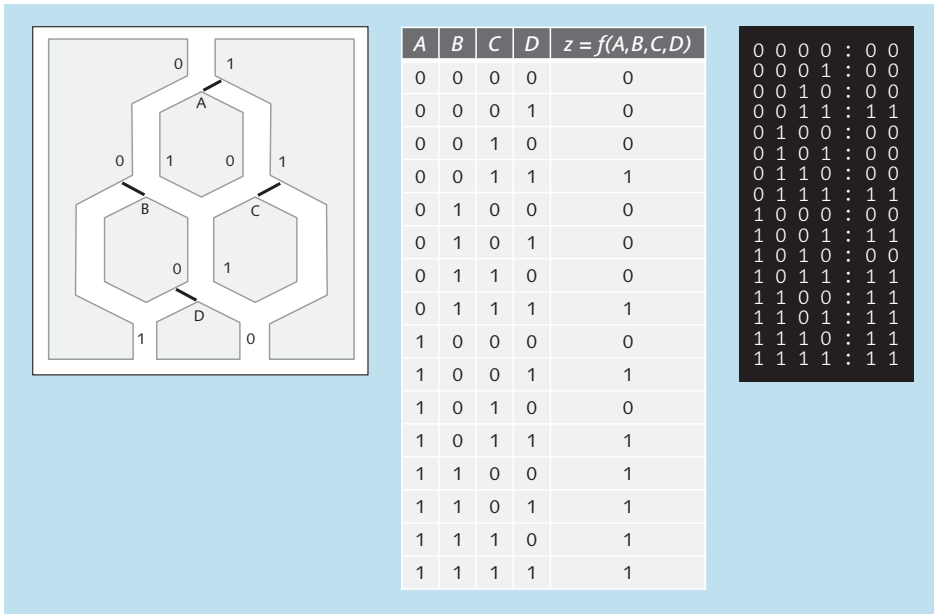 0 1
A
0 1 0 1
B C
0 1
D
1 0
A B C D z = f(A,B,C,D)
0 0 0 0 0
0 0 0 1 0
0 0 1 0 0
0 0 1 1 1
0 1 0 0 0
0 1 0 1 0
0 1 1 0 0
0 1 1 1 1
1 0 0 0 0
1 0 0 1 1
1 0 1 0 0
1 0 1 1 1
1 1 0 0 1
1 1 0 1 1
1 1 1 0 1
1 1 1 1 1
0 0 0 0 : 0 0
0 0 0 1 : 0 0
0 0 1 0 : 0 0
0 0 1 1 : 1 1
0 1 0 0 : 0 0
0 1 0 1 : 0 0
0 1 1 0 : 0 0
0 1 1 1 : 1 1
1 0 0 0 : 0 0
1 0 0 1 : 1 1
1 0 1 0 : 0 0
1 0 1 1 : 1 1
1 1 0 0 : 1 1
1 1 0 1 : 1 1
1 1 1 0 : 1 1
1 1 1 1 : 1 1